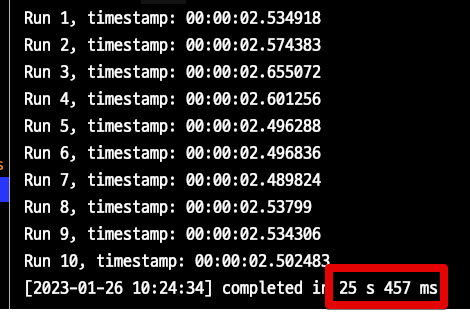 Run 1, timestamp: 00:00:02.534918
Run 2, timestamp: 00:00:02.574383
Run 3, timestamp: 00:00:02.655072
Run 4, timestamp: 00:00:02.601256
Run 5, timestamp: 00:00:02.496288
Run 6, timestamp: 00:00:02.496836
Run 7, timestamp: 00:00:02.489824
Run 8, timestamp: 00:00:02.53799
Run 9, timestamp: 00:00:02.534306
Run 10, timestamp: 00:00:02.502483
[2023-01-26 10:24:34] completed in 25 s 457 ms